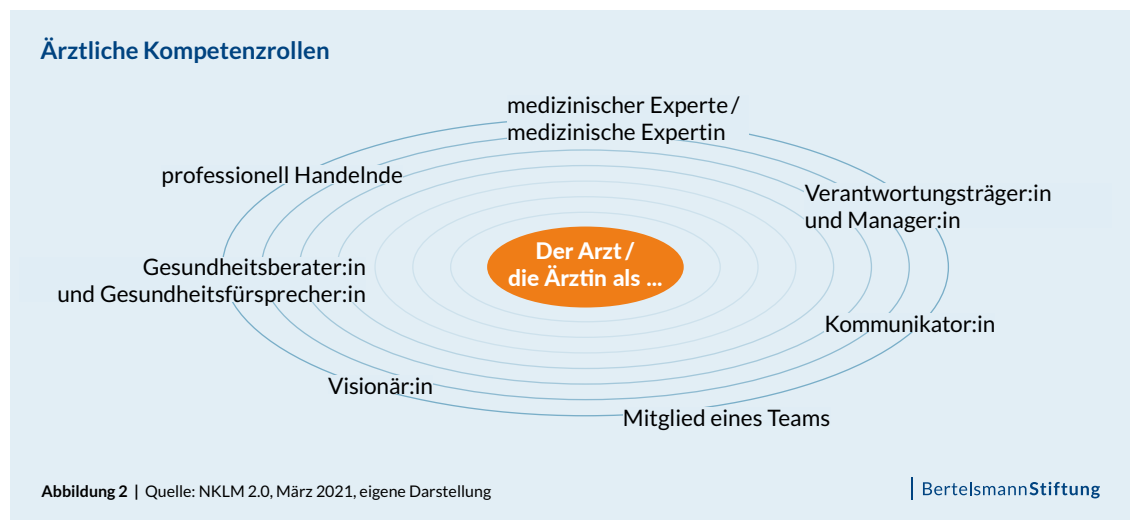 Ärztliche Kompetenzrollen
medizinischer Experte /
medizinische Expertin
professionell Handelnde
Verantwortungsträger:in
und Manager:in
Der Arzt /
die Ärztin als ...
Gesundheitsberater:in
und Gesundheitsfürsprecher:in
Kommunikator:in
Visionär:in
Mitglied eines Teams
Abbildung 2 | Quelle: NKLM 2.0, März 2021, eigene Darstellung
BertelsmannStiftung